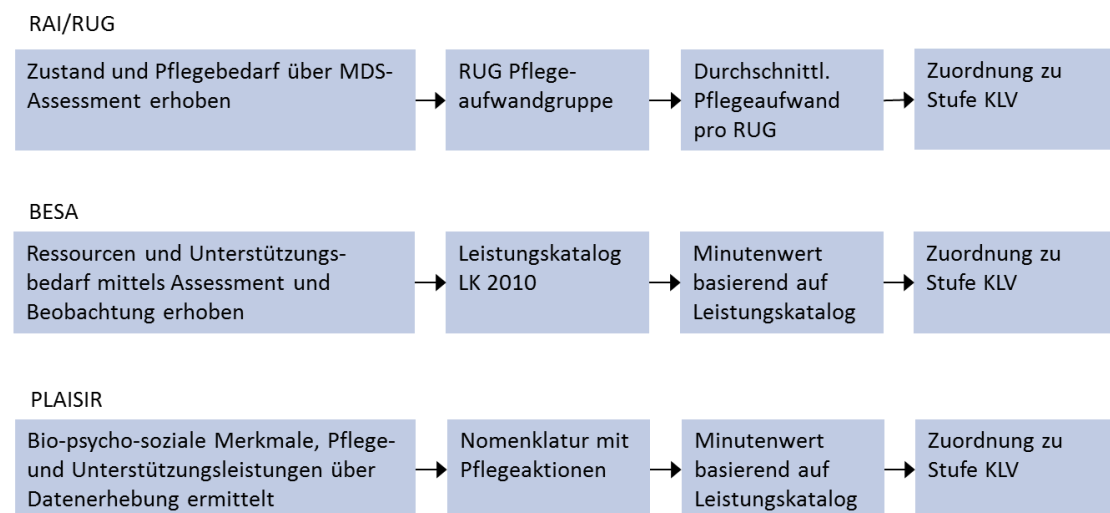 RAI/RUG
Zustand und Pflegebedarf über MDS-
Assessment erhoben
RUG Pflege-
aufwandgruppe
Durchschnittl.
Pflegeaufwand
pro RUG
Zuordnung zu
Stufe KLV
BESA
Ressourcen und Unterstützungs-
bedarf mittels Assessment und
Beobachtung erhoben
Leistungskatalog
LK 2010
Minutenwert
basierend auf
Leistungskatalog
Zuordnung zu
Stufe KLV
PLAISIR
Bio-psycho-soziale Merkmale, Pflege-
und Unterstützungsleistungen über
Datenerhebung ermittelt
Nomenklatur mit
Pflegeaktionen
Minutenwert
basierend auf
Leistungskatalog
Zuordnung zu
Stufe KLV